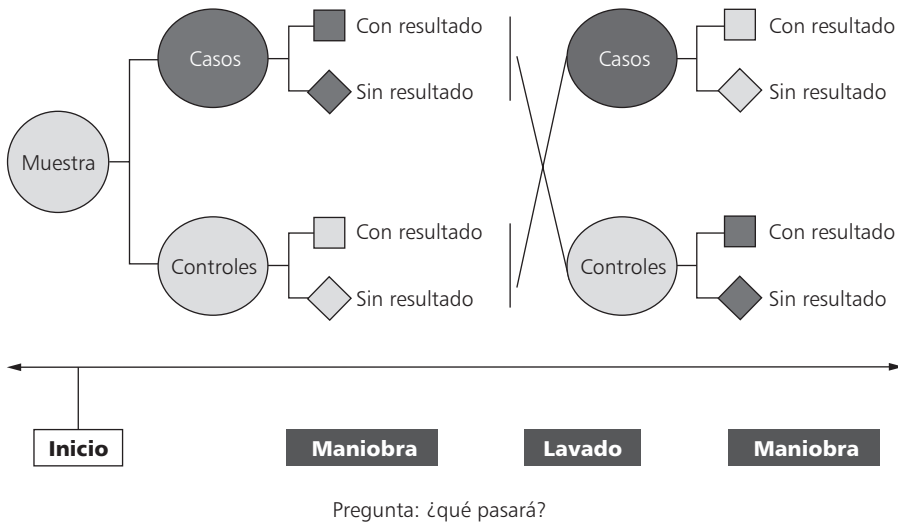 Casos
Con resultado
Sin resultado
Casos
Con resultado
Sin resultado
Muestra
Controles
Con resultado
Sin resultado
Controles
Con resultado
Sin resultado
Inicio
Maniobra
Lavado
Maniobra
Pregunta: ¿qué pasará?